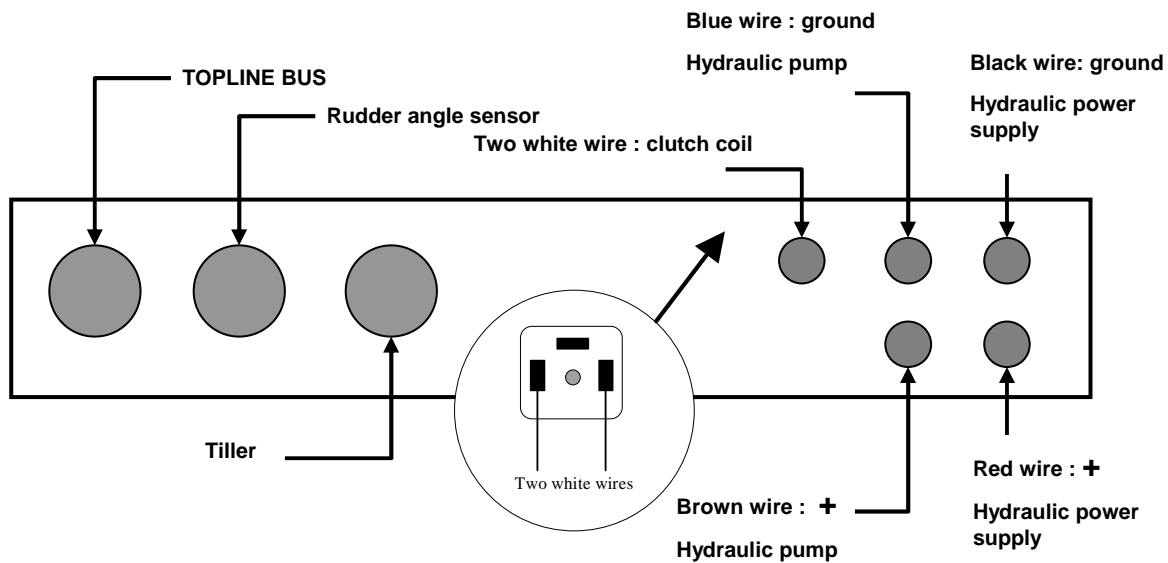 Blue wire : ground
Hydraulic pump
Black wire: ground
Hydraulic power
supply
TOPLINE BUS
Rudder angle sensor
Two white wire : clutch coil
Tiller
Two white wires
Brown wire : +
Hydraulic pump
Red wire : +
Hydraulic power
supply